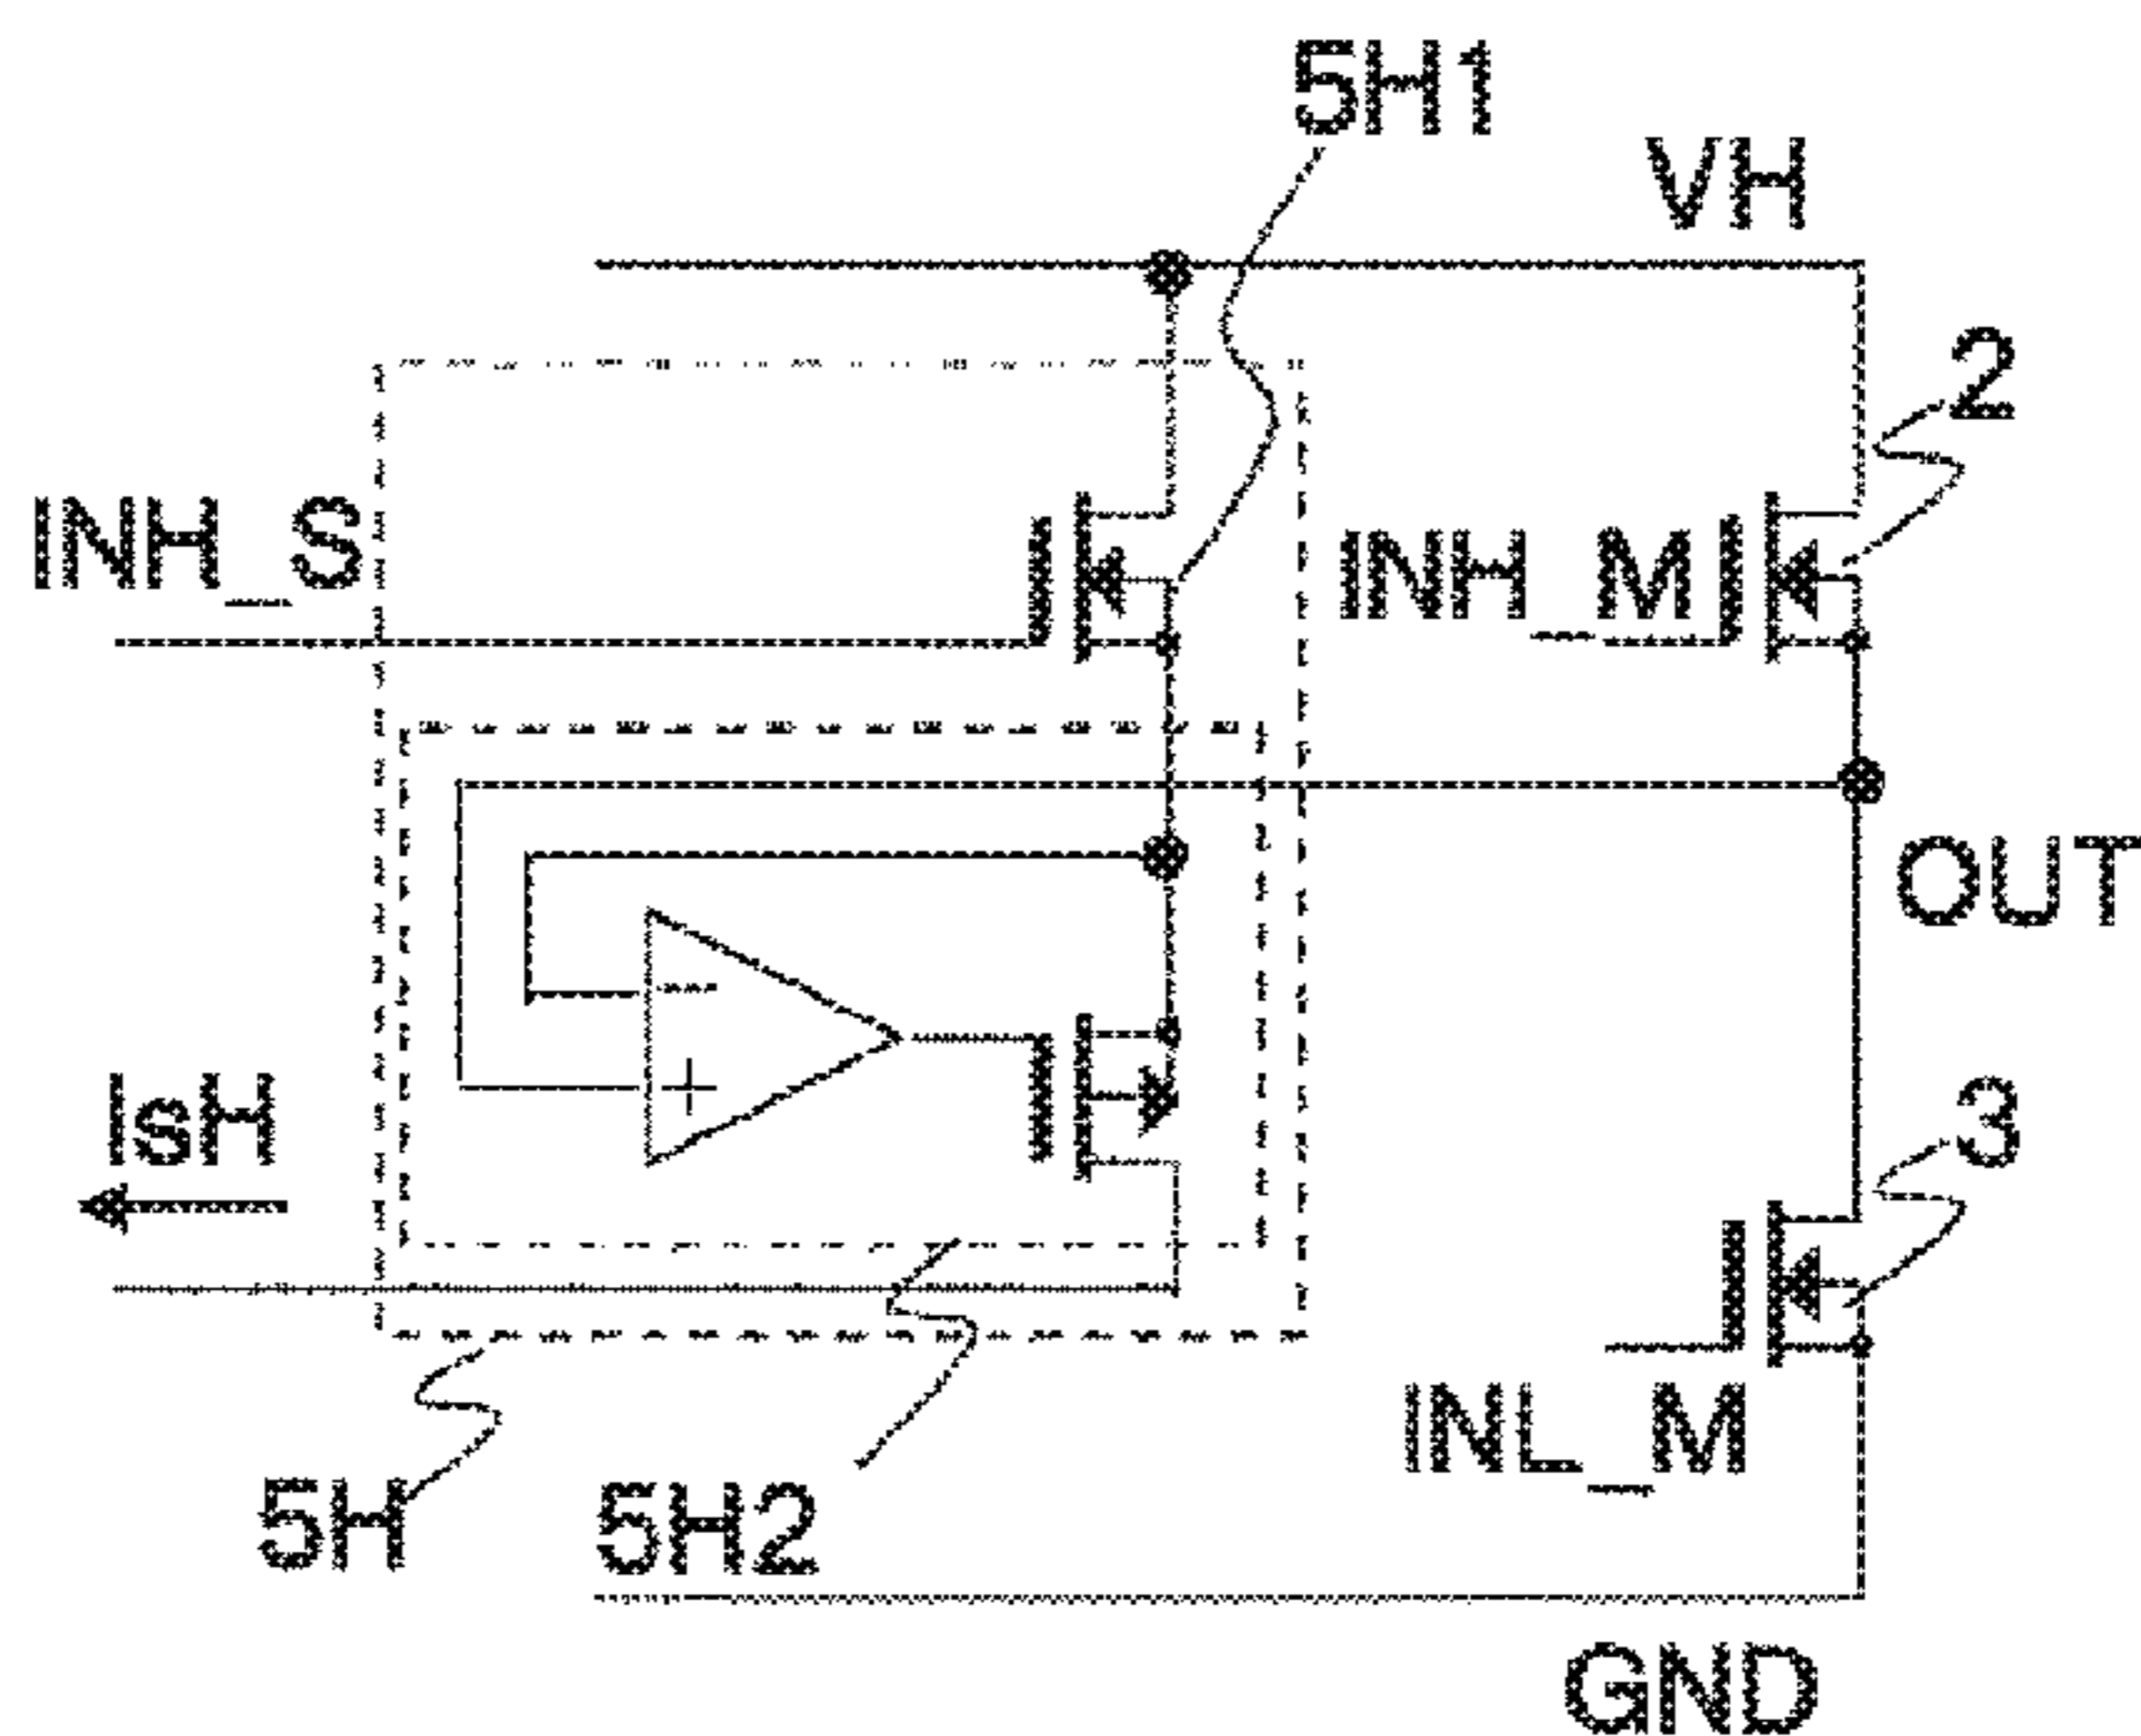 5H1
VH
2
INH_S
INH_M
OUT
−
+
IsH
3
INL_M
5H
5H2
GND